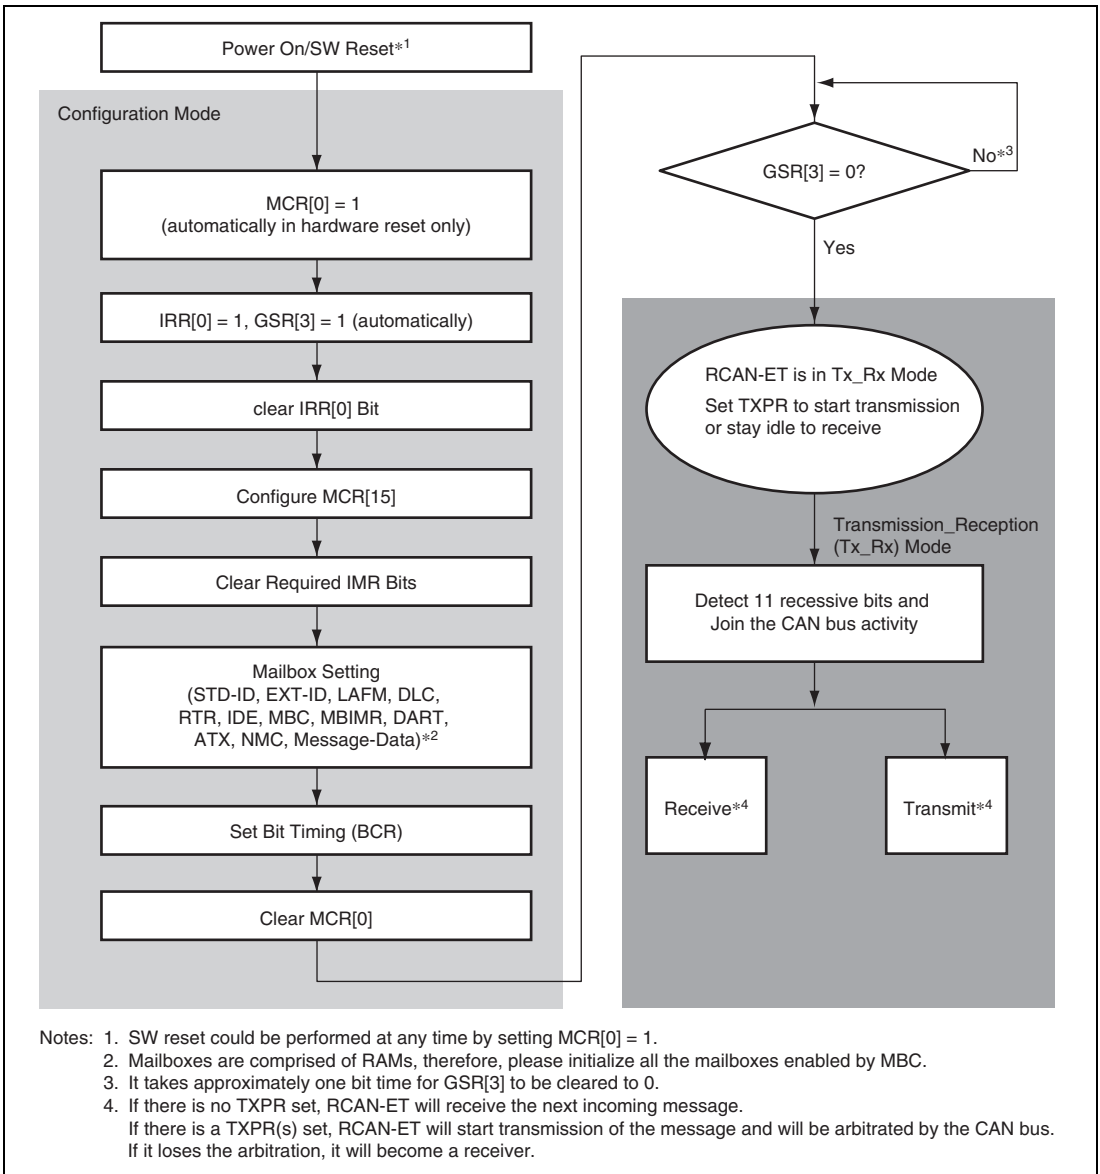 Power On/SW Reset*1
Configuration Mode
MCR[0] = 1
(automatically in hardware reset only)
IRR[0] = 1, GSR[3] = 1 (automatically)
clear IRR[0] Bit
Configure MCR[15]
Clear Required IMR Bits
Mailbox Setting
(STD-ID, EXT-ID, LAFM, DLC,
RTR, IDE, MBC, MBIMR, DART,
ATX, NMC, Message-Data)*2
Set Bit Timing (BCR)
Clear MCR[0]
GSR[3] = 0?
No*3
Yes
RCAN-ET is in Tx_Rx Mode
Set TXPR to start transmission
or stay idle to receive
Transmission_Reception
(Tx_Rx) Mode
Detect 11 recessive bits and
Join the CAN bus activity
Receive*4
Transmit*4
Notes: 1. SW reset could be performed at any time by setting MCR[0] = 1.
2. Mailboxes are comprised of RAMs, therefore, please initialize all the mailboxes enabled by MBC.
3. It takes approximately one bit time for GSR[3] to be cleared to 0.
4. If there is no TXPR set, RCAN-ET will receive the next incoming message.
If there is a TXPR(s) set, RCAN-ET will start transmission of the message and will be arbitrated by the CAN bus.
If it loses the arbitration, it will become a receiver.